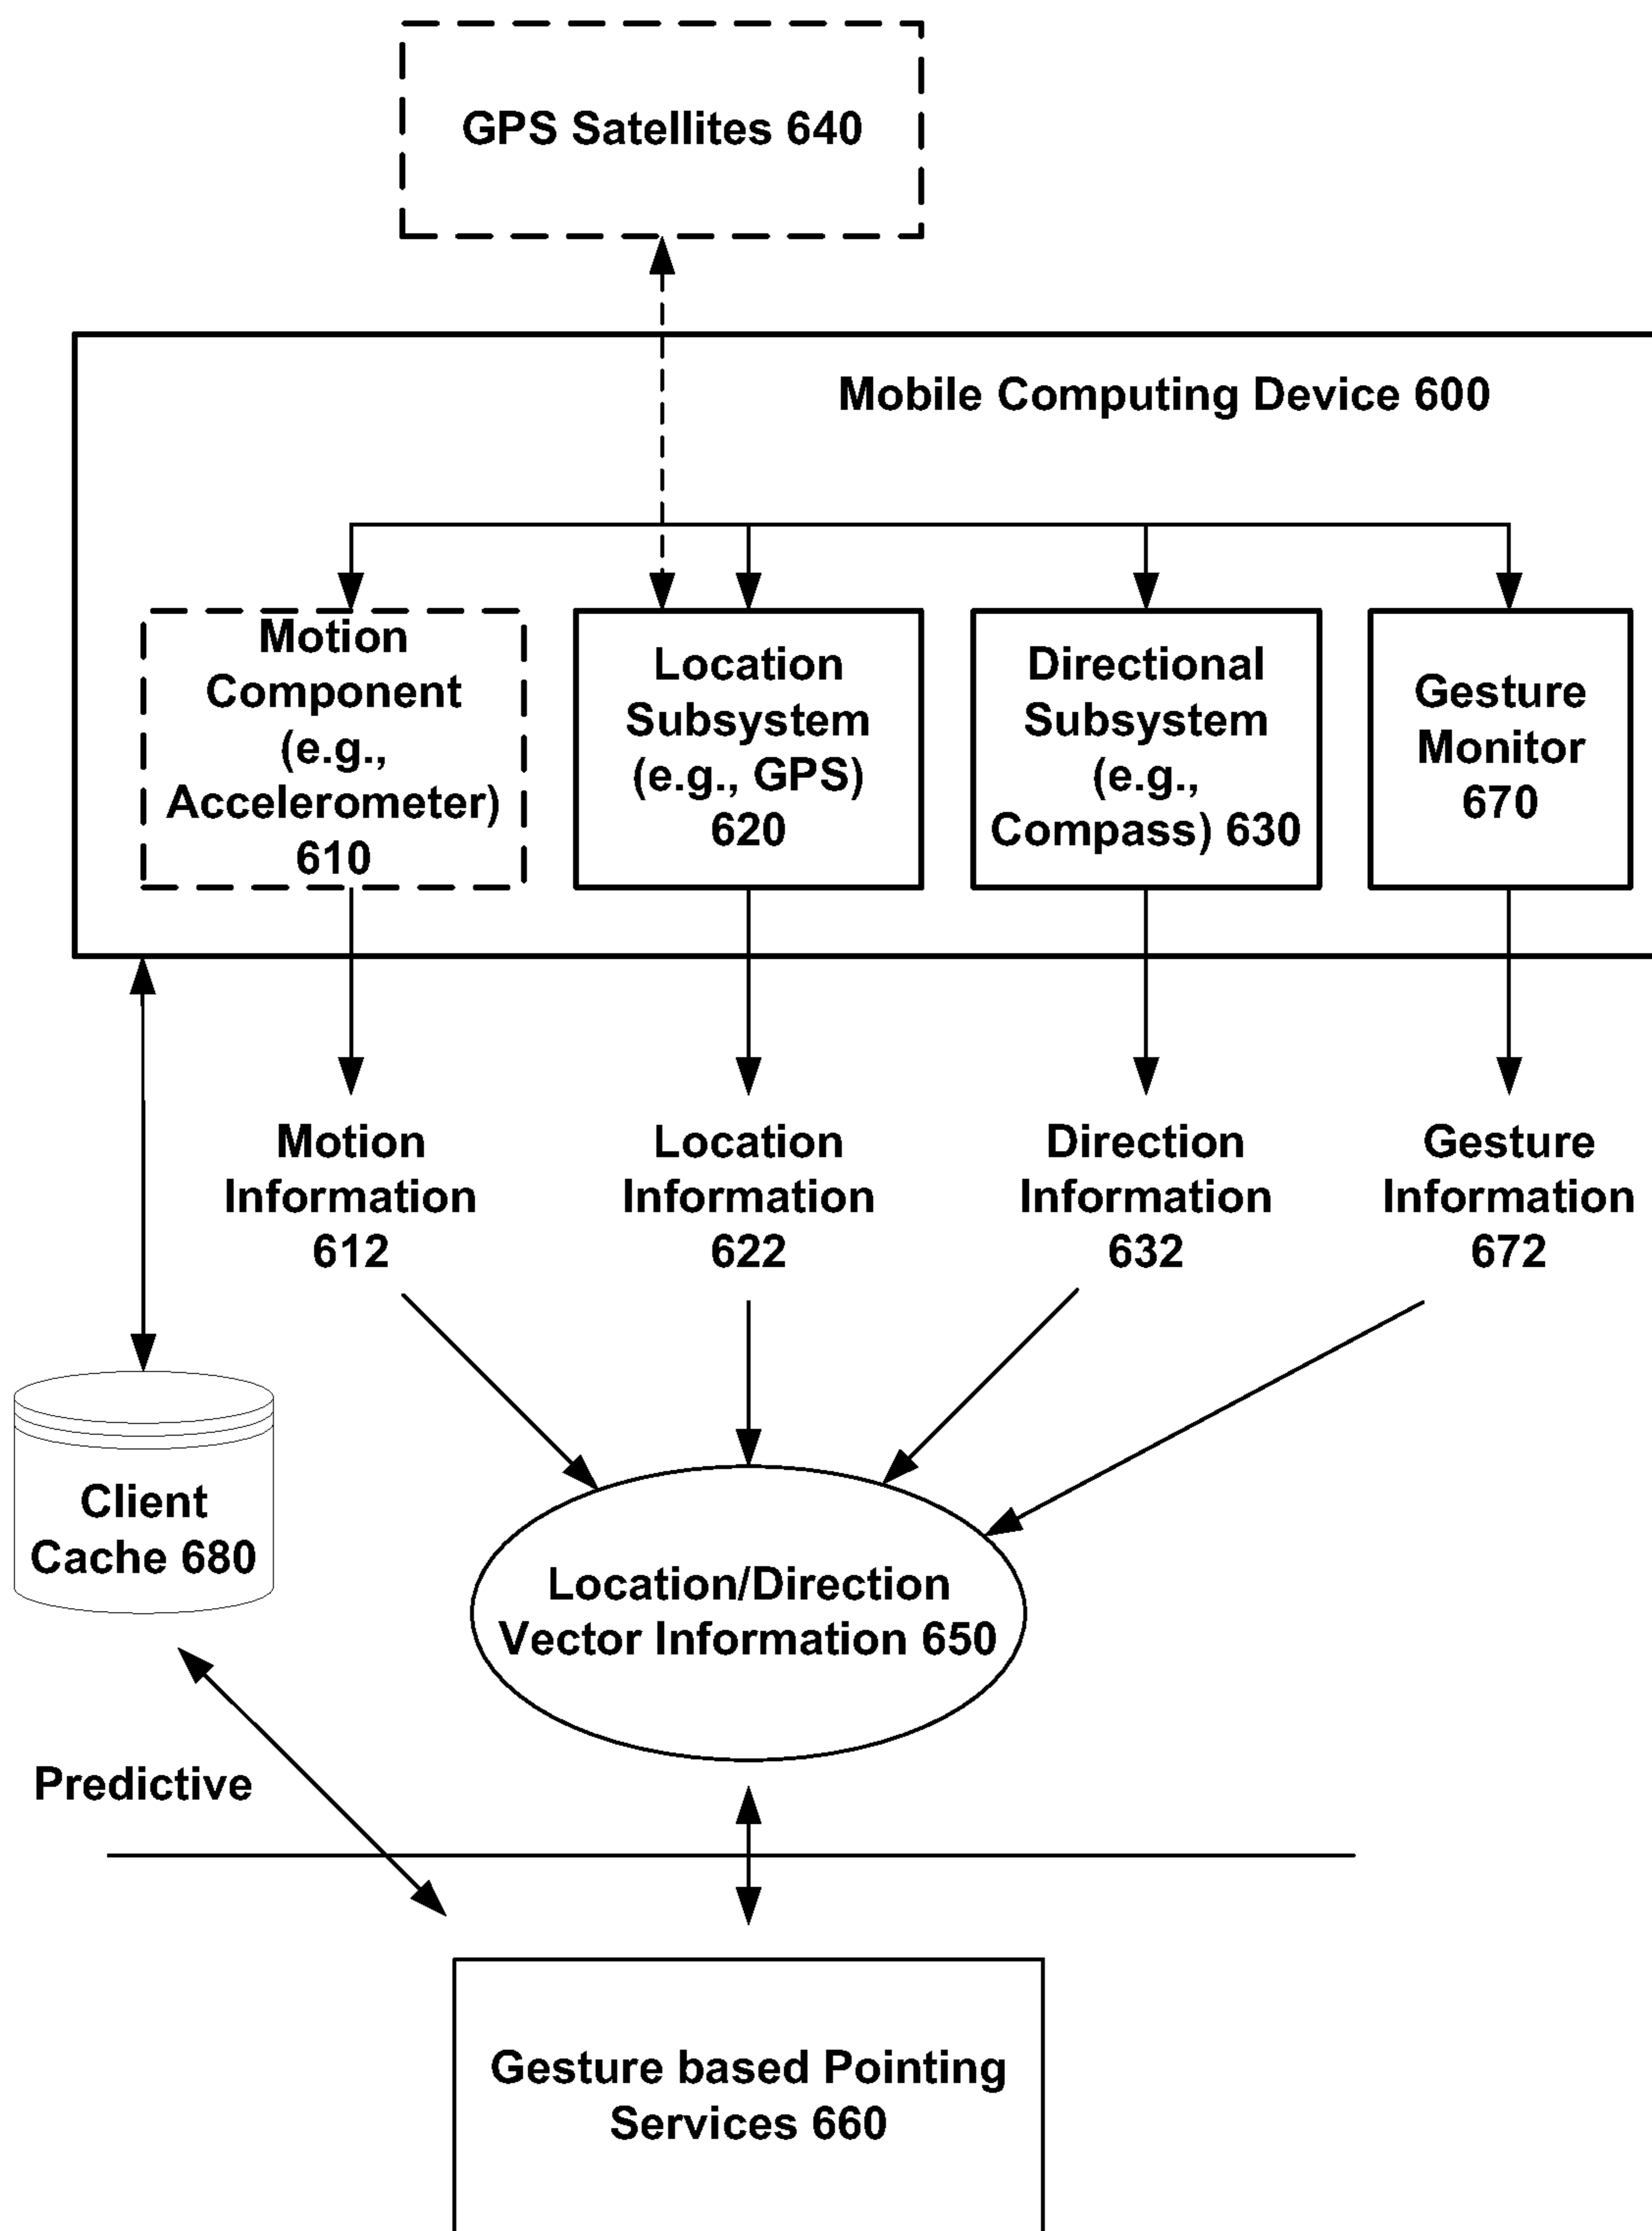 GPS Satellites 640
Mobile Computing Device 600
Motion
Component
(e.g.,
Accelerometer)
610
Location
Subsystem
(e.g., GPS)
620
Directional
Subsystem
(e.g.,
Compass) 630
Gesture
Monitor
670
Motion
Information
612
Location
Information
622
Direction
Information
632
Gesture
Information
672
Client
Cache 680
Location/Direction
Vector Information 650
Predictive
Gesture based Pointing
Services 660